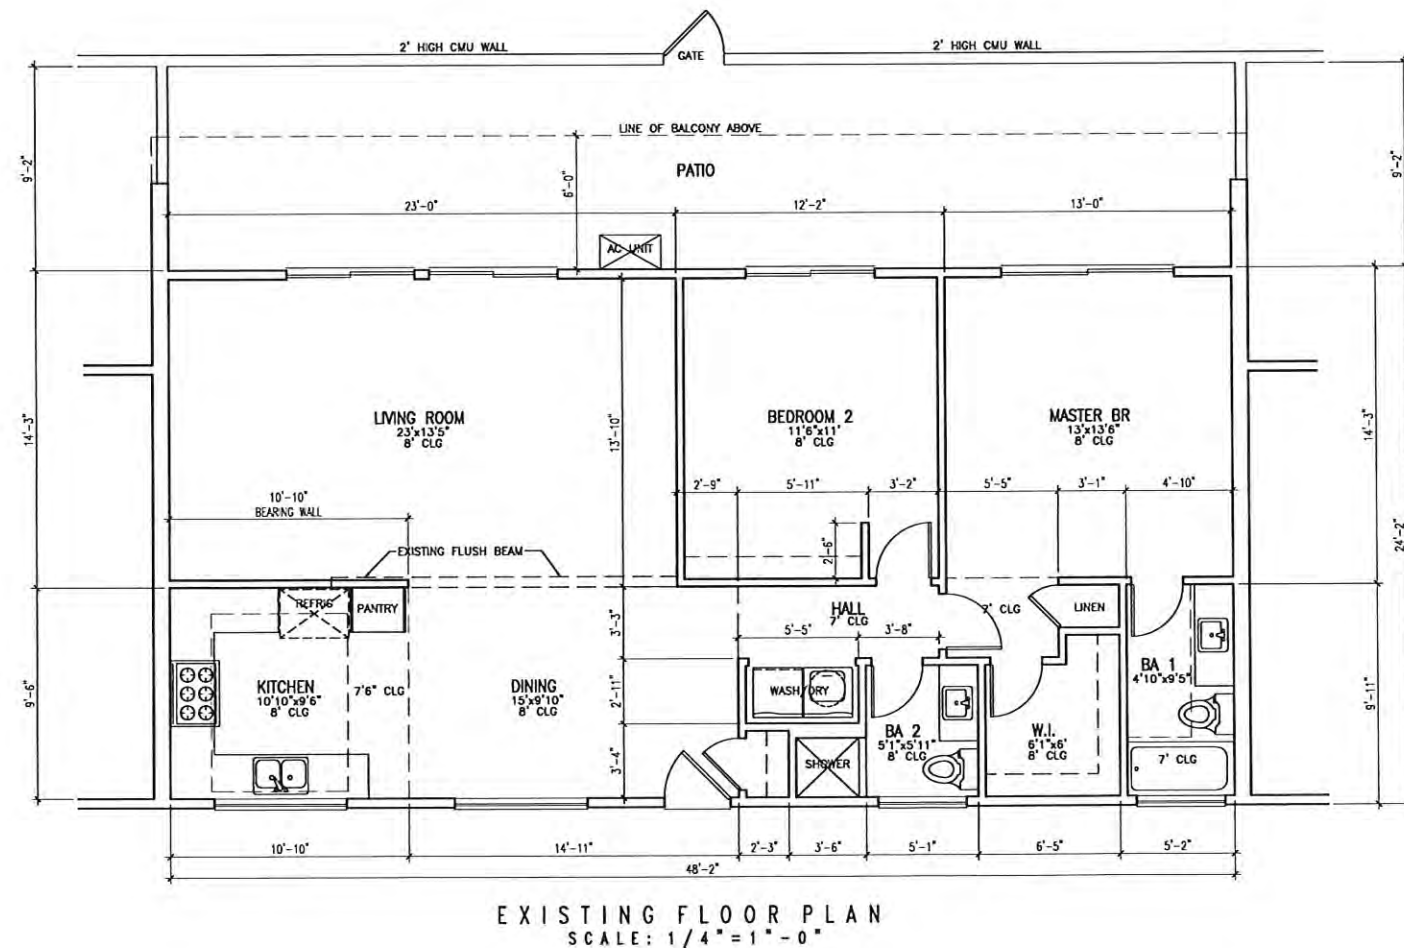 2' HIGH CMU WALL
2' HIGH CMU WALL
GATE
LINE OF BALCONY ABOVE
PATIO
9'-2"
9'-2"
6'-0"
23'-0"
12'-2"
13'-0"
AC UNIT
LIVING ROOM
23'x13'5"
8' CLG
BEDROOM 2
11'6"x11'
8' CLG
MASTER BR
13'x13'6"
8' CLG
14'-3"
13'-10"
14'-3"
24'-2"
2'-9"
5'-11"
3'-2"
5'-5"
3'-1"
4'-10"
10'-10"
BEARING WALL
EXISTING FLUSH BEAM
2'-6"
REFRIG
PANTRY
HALL
7' CLG
7' CLG
LINEN
3'-3"
5'-5"
3'-8"
KITCHEN
10'10"x9'6"
8' CLG
7'6" CLG
DINING
15'x9'10"
8' CLG
9'-6"
2'-11"
WASH/DRY
BA 1
4'10"x9'5"
9'-11"
BA 2
5'1"x5'11"
8' CLG
W.I.
6'1"x6'
8' CLG
3'-4"
SHOWER
7' CLG
10'-10"
14'-11"
2'-3"
3'-6"
5'-1"
6'-5"
5'-2"
48'-2"
EXISTING FLOOR PLAN
SCALE: 1/4"=1"-0"